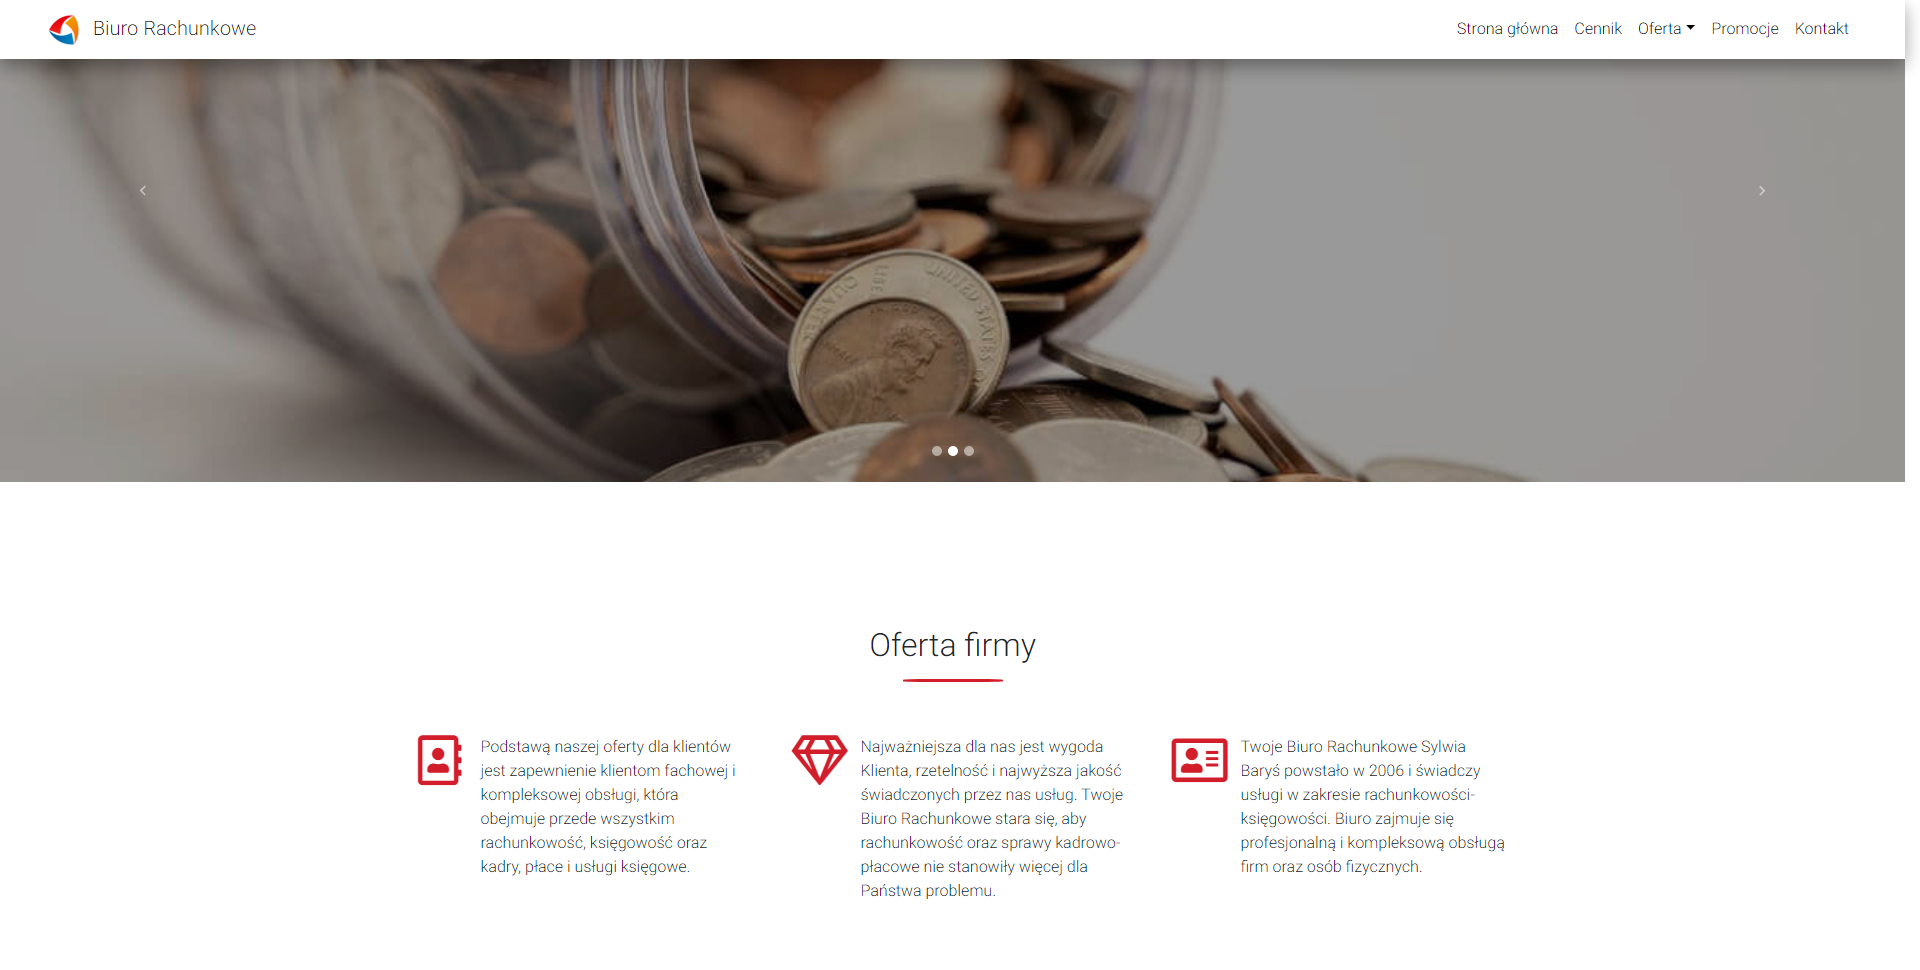 Biuro Rachunkowe
Strona główna
Cennik
Oferta
Promocje
Kontakt
QUARTER
LIBE
UNITED STATES
Oferta firmy
Podstawą naszej oferty dla klientów
jest zapewnienie klientom fachowej i
kompleksowej obsługi, która
obejmuje przede wszystkim
rachunkowość, księgowość oraz
kadry, płace i usługi księgowe.
Najważniejsza dla nas jest wygoda
Klienta, rzetelność i najwyższa jakość
świadczonych przez nas usług. Twoje
Biuro Rachunkowe stara się, aby
rachunkowość oraz sprawy kadrowo-
płacowe nie stanowiły więcej dla
Państwa problemu.
Twoje Biuro Rachunkowe Sylwia
Baryś powstało w 2006 i świadczy
usługi w zakresie rachunkowości-
księgowości. Biuro zajmuje się
profesjonalną i kompleksową obsługą
firm oraz osób fizycznych.